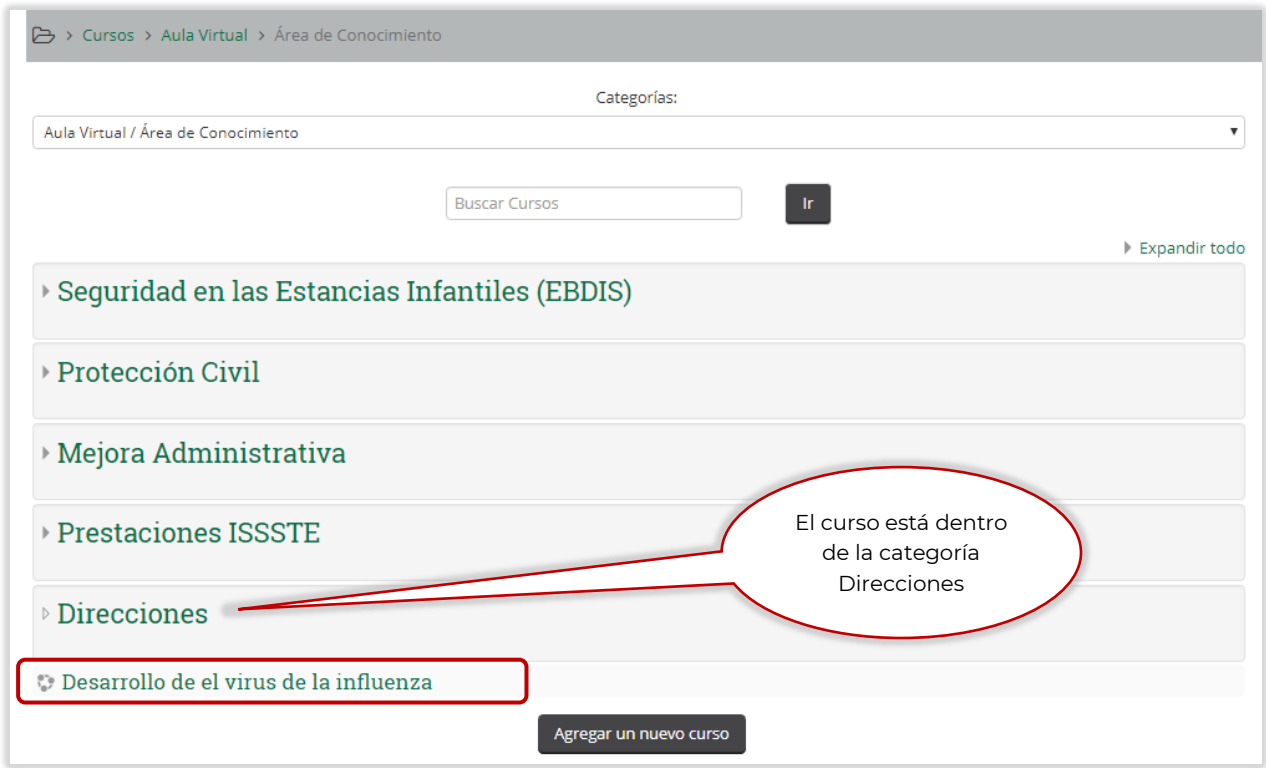 > Cursos > Aula Virtual > Área de Conocimiento
Categorías:
Aula Virtual / Área de Conocimiento
Buscar Cursos
Ir
Expandir todo
Seguridad en las Estancias Infantiles (EBDIS)
Protección Civil
Mejora Administrativa
Prestaciones ISSSTE
El curso está dentro
de la categoría
Direcciones
Direcciones
Desarrollo de el virus de la influenza
Agregar un nuevo curso